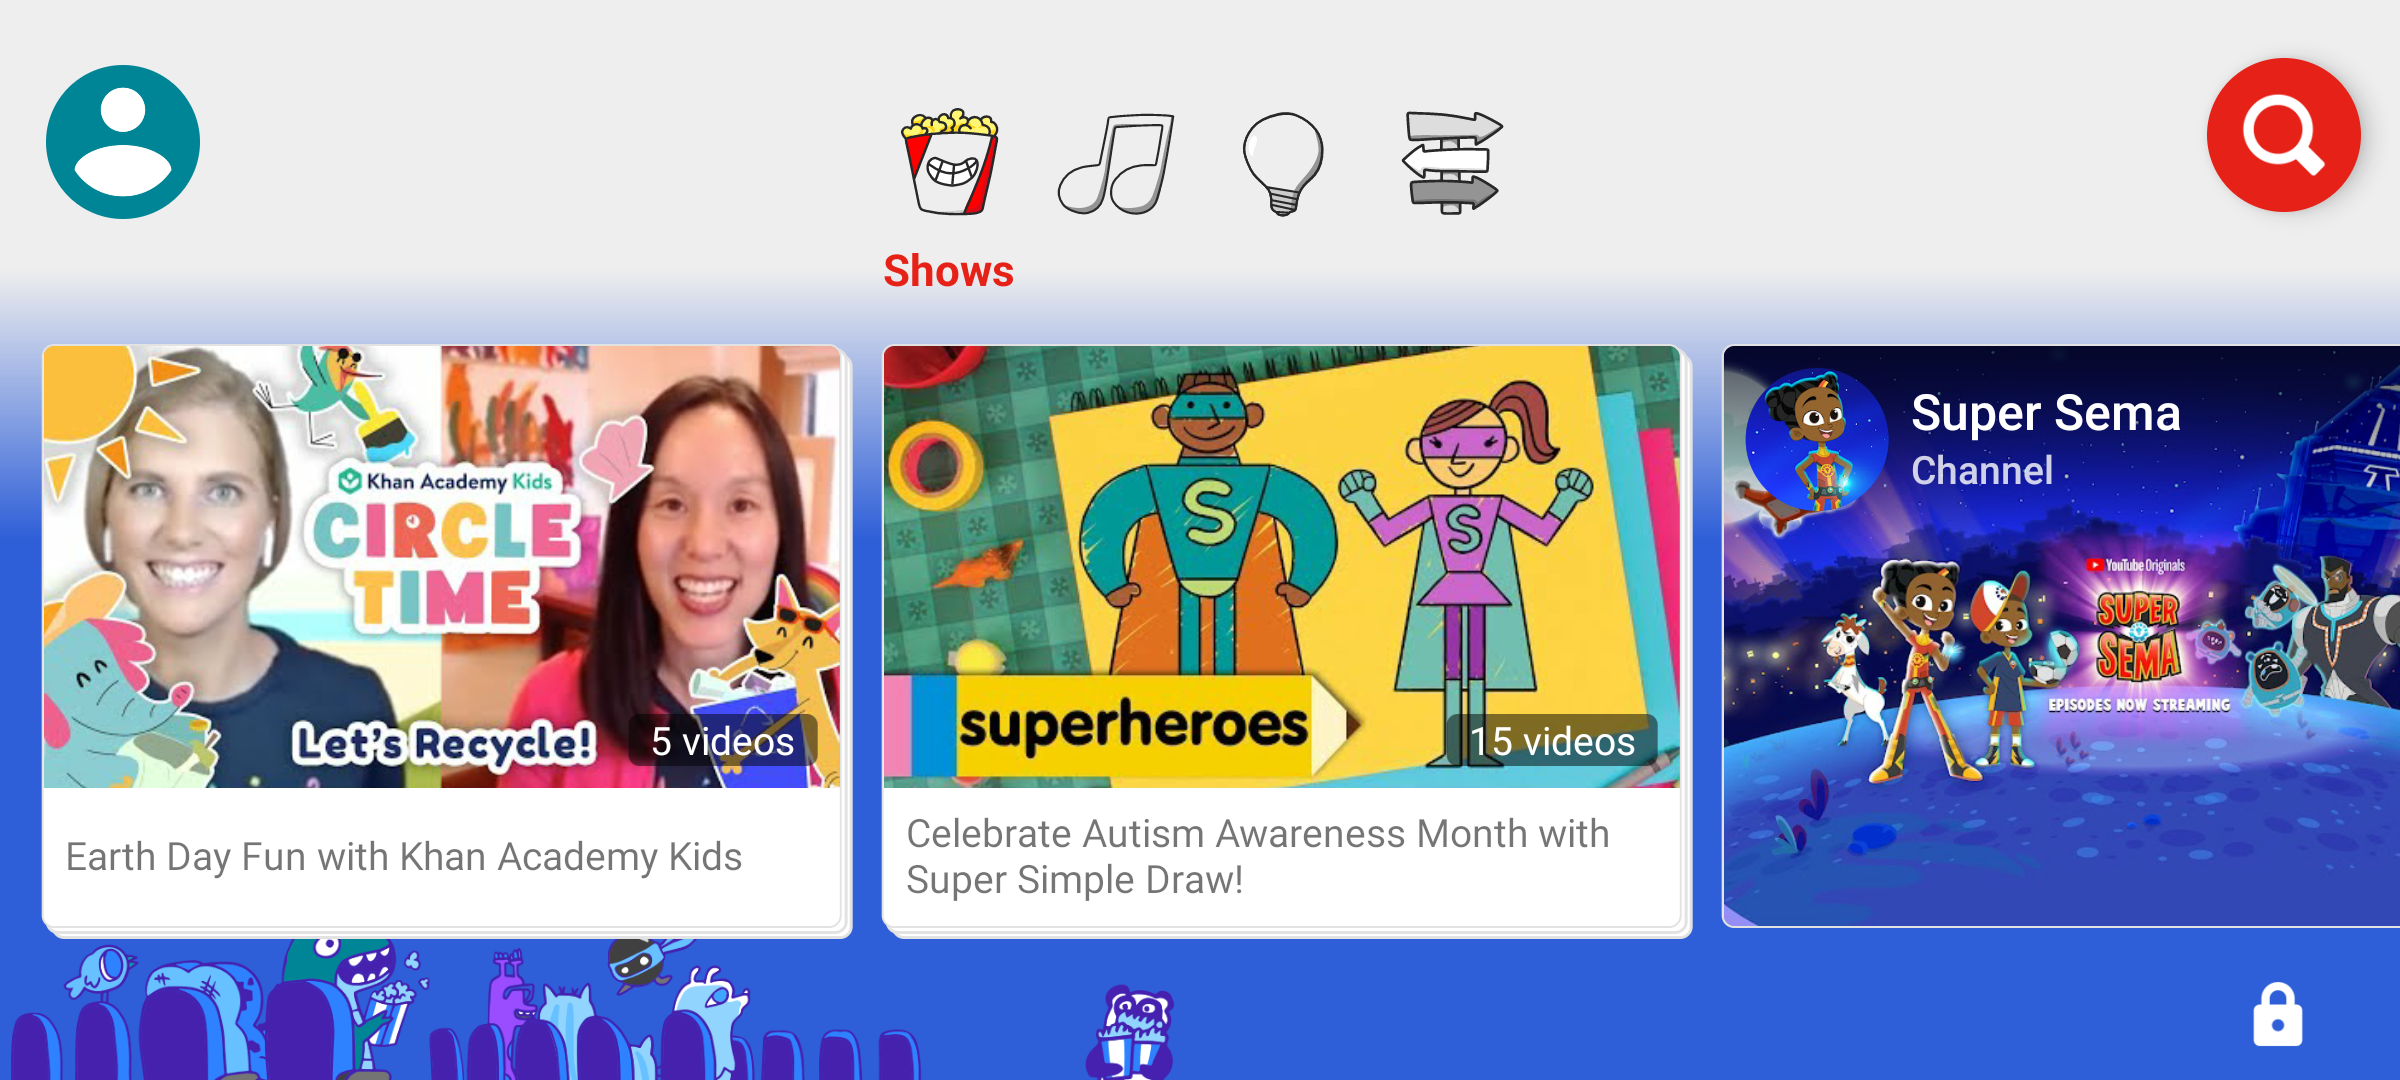 Shows
Khan Academy Kids
CIRCLE
TIME
Let's Recycle!
5 videos
Earth Day Fun with Khan Academy Kids
S
S
superheroes
15 videos
Celebrate Autism Awareness Month with
Super Simple Draw!
Super Sema
Channel
YouTube Originals
SUPER
SEMA
EPISODES NOW STREAMING